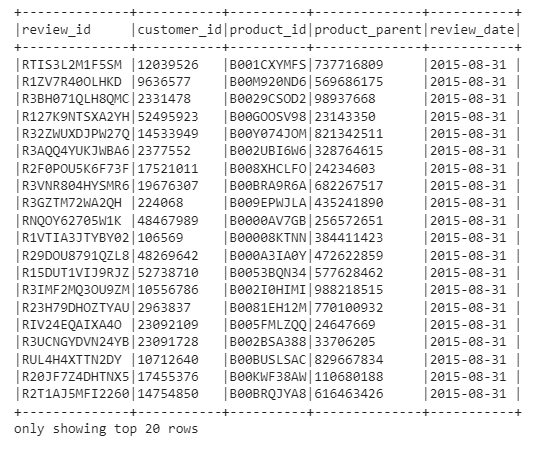 +--------------+-----------+----------+--------------+-----------+
|review_id     |customer_id|product_id|product_parent|review_date|
+--------------+-----------+----------+--------------+-----------+
|RTIS3L2M1F5SM |12039526   |B001CXYMFS|737716809     |2015-08-31 |
|R1ZV7R40OLHKD |9636577    |B00M920ND6|569686175     |2015-08-31 |
|R3BH071QLH8QMC|2331478    |B0029CSOD2|98937668      |2015-08-31 |
|R127K9NTSXA2YH|52495923   |B00GOOSV98|23143350      |2015-08-31 |
|R32ZWUXDJPW27Q|14533949   |B00Y074JOM|821342511     |2015-08-31 |
|R3AQQ4YUKJWBA6|2377552    |B002UBI6W6|328764615     |2015-08-31 |
|R2F0POU5K6F73F|17521011   |B008XHCLFO|24234603      |2015-08-31 |
|R3VNR804HYSMR6|19676307   |B00BRA9R6A|682267517     |2015-08-31 |
|R3GZTM72WA2QH |224068     |B009EPWJLA|435241890     |2015-08-31 |
|RNQOY62705W1K |48467989   |B0000AV7GB|256572651     |2015-08-31 |
|R1VTIA3JTYBY02|106569     |B00008KTNN|384411423     |2015-08-31 |
|R29DOU8791QZL8|48269642   |B000A3IA0Y|472622859     |2015-08-31 |
|R15DUT1VIJ9RJZ|52738710   |B0053BQN34|577628462     |2015-08-31 |
|R3IMF2MQ3OU9ZM|10556786   |B002I0HIMI|988218515     |2015-08-31 |
|R23H79DHOZTYAU|2963837    |B0081EH12M|770100932     |2015-08-31 |
|RIV24EQAIXA4O |23092109   |B005FMLZQQ|24647669      |2015-08-31 |
|R3UCNGYDVN24YB|23091728   |B002BSA388|33706205      |2015-08-31 |
|RUL4H4XTTN2DY |10712640   |B00BUSLSAC|829667834     |2015-08-31 |
|R20JF7Z4DHTNX5|17455376   |B00KWF38AW|110680188     |2015-08-31 |
|R2T1AJ5MFI2260|14754850   |B00BRQJYA8|616463426     |2015-08-31 |
+--------------+-----------+----------+--------------+-----------+
only showing top 20 rows